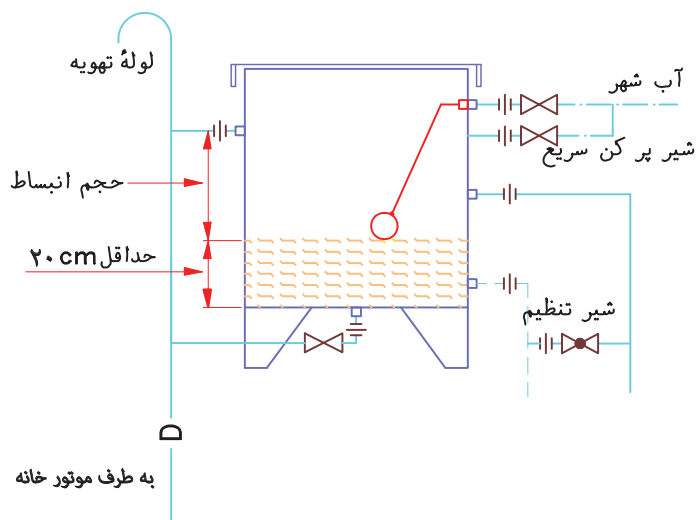 لولهٔ تهویه
آب شهر
شیر پر کن سریع
حجم انبساط
حداقل ۲۰ cm
شیر تنظیم
D
به طرف موتور خانه